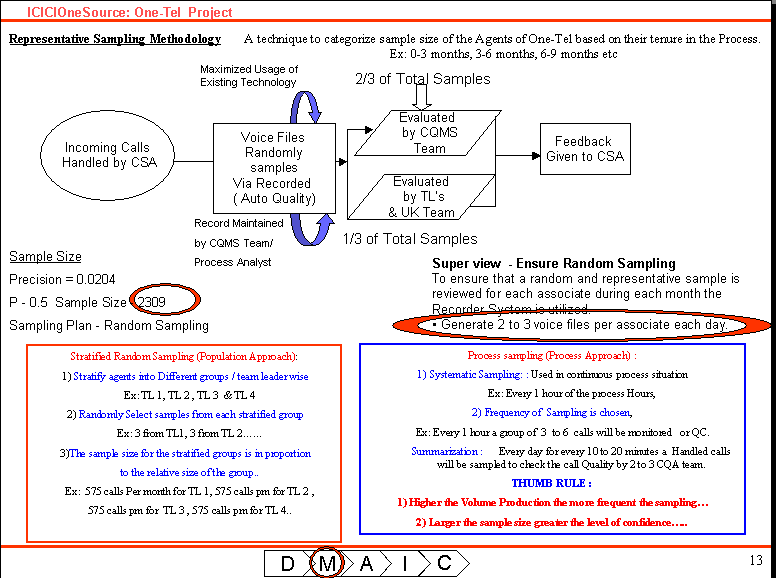 ICICIOneSource: One-Tel Project
Representative Sampling Methodology A technique to categorize sample size of the Agents of One-Tel based on their tenure in the Process.
Ex: 0-3 months, 3-6 months, 6-9 months etc
Maximized Usage of
Existing Technology
2/3 of Total Samples
Incoming Calls
Handled by CSA
Voice Files
Randomly
samples
Via Recorded
( Auto Quality)
Evaluated
by CQMS
Team
Evaluated
by TL's
& UK Team
Feedback
Given to CSA
Record Maintained
by CQMS Team/
Process Analyst
1/3 of Total Samples
Sample Size
Precision = 0.0204
P - 0.5 Sample Size 2309
Sampling Plan - Random Sampling
Super view - Ensure Random Sampling
To ensure that a random and representative sample is
reviewed for each associate during each month the
Recorder System is utilized.
• Generate 2 to 3 voice files per associate each day.
Stratified Random Sampling (Population Approach):
1) Stratify agents into Different groups / team leader wise
Ex: TL 1, TL 2 , TL 3 & TL 4
2) Randomly Select samples from each stratified group
Ex: 3 from TL1, 3 from TL 2……
3)The sample size for the stratified groups is in proportion
to the relative size of the group..
Ex: 575 calls Per month for TL 1, 575 calls pm for TL 2 ,
575 calls pm for TL 3 , 575 calls pm for TL 4..
Process sampling (Process Approach) :
1) Systematic Sampling: : Used in continuous process situation
Ex: Every 1 hour of the process Hours,
2) Frequency of Sampling is chosen,
Ex: Every 1 hour a group of 3 to 6 calls will be monitored or QC.
Summarization : Every day for every 10 to 20 minutes a Handled calls
will be sampled to check the call Quality by 2 to 3 CQA team.
THUMB RULE :
1) Higher the Volume Production the more frequent the sampling…
2) Larger the sample size greater the level of confidence…..
D M A I C
13